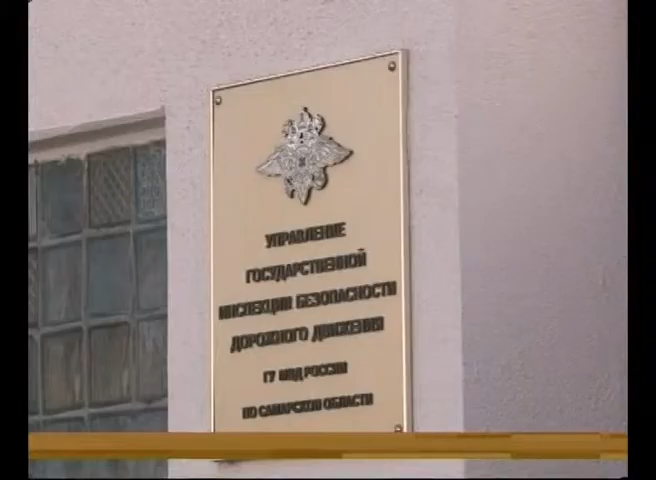 УПРАВЛЕНИЕ
ГОСУДАРСТВЕННОЙ
ИНСПЕКЦИИ БЕЗОПАСНОСТИ
ДОРОЖНОГО ДВИЖЕНИЯ
ГУ МВД РОССИИ
ПО САМАРСКОЙ ОБЛАСТИ